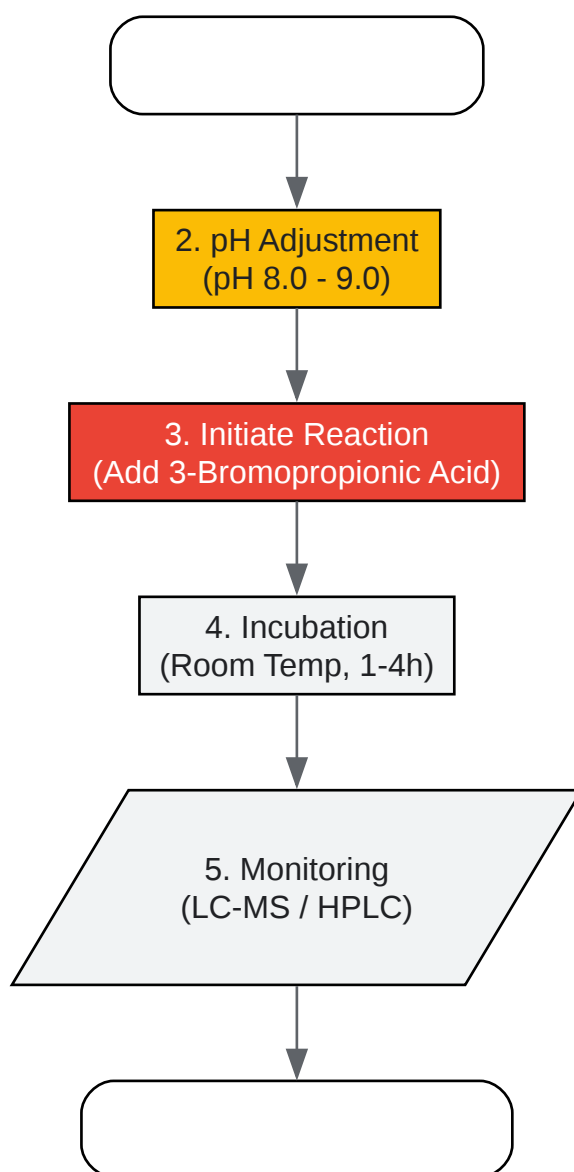 2. pH Adjustment
(pH 8.0 - 9.0)
3. Initiate Reaction
(Add 3-Bromopropionic Acid)
4. Incubation
(Room Temp, 1-4h)
5. Monitoring
(LC-MS / HPLC)